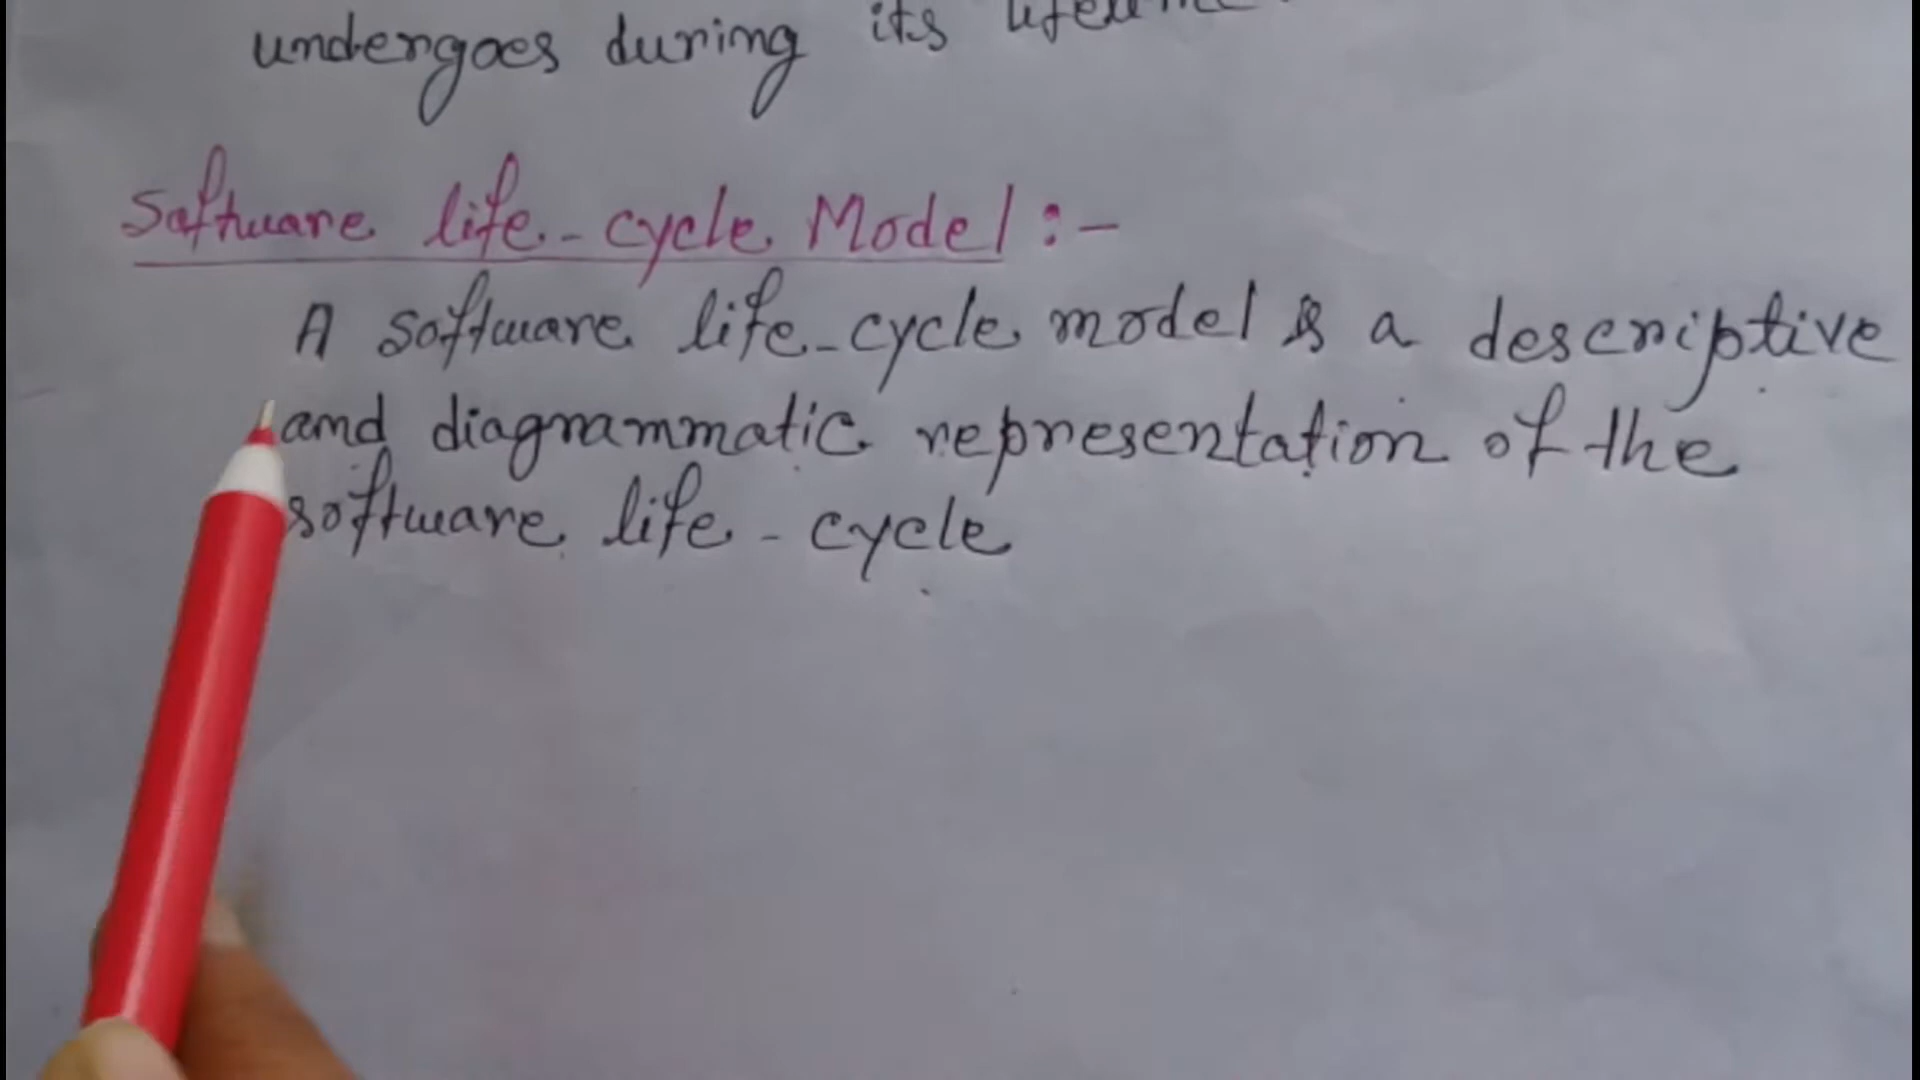 undergoes during its
Software life-cycle Model :-
A software life-cycle model is a descriptive
and diagrammatic representation of the
software life-cycle